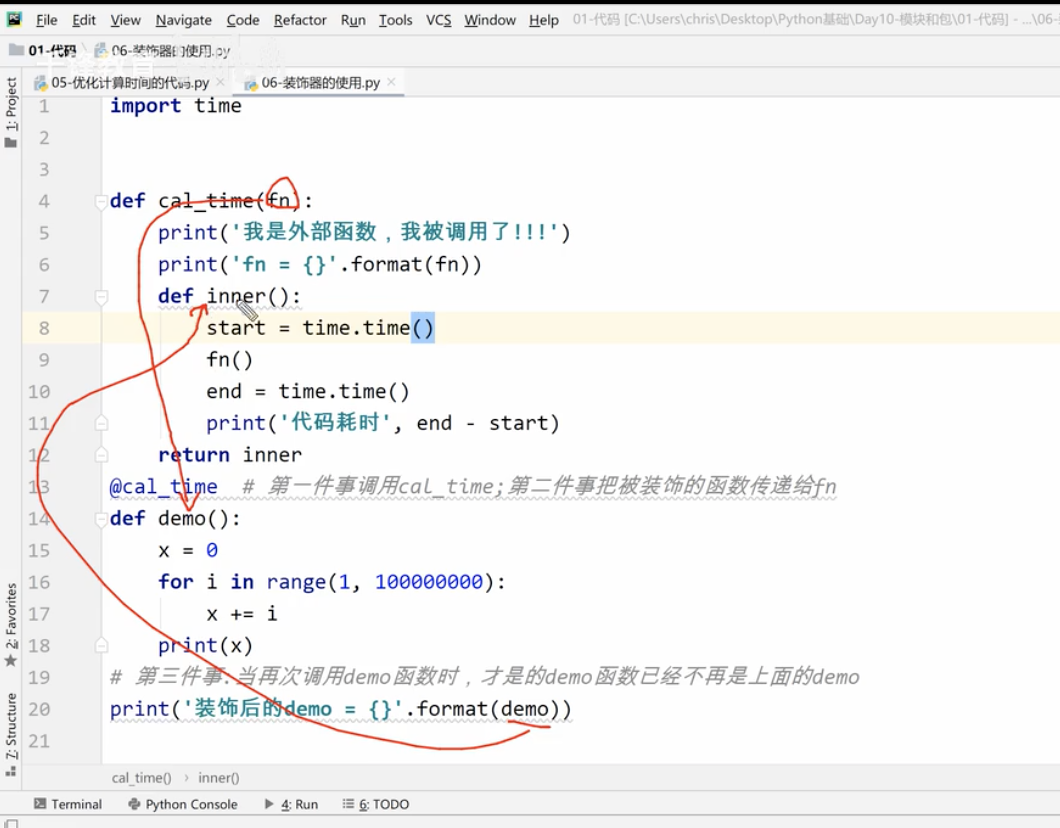 File Edit View Navigate Code Refactor Run Tools VCS Window Help 01-代码 [C:\Users\chris\Desktop\Python基础\Day10-模块和包\01-代码] - ...\06-
01-代码 06-装饰器的使用.py
05-优化计算时间的代码.py × 06-装饰器的使用.py ×
1: Project
1 import time
2
3
4 def cal_time(fn):
5 print('我是外部函数，我被调用了!!!')
6 print('fn = {}'.format(fn))
7 def inner():
8 start = time.time()
9 fn()
10 end = time.time()
11 print('代码耗时', end - start)
12 return inner
13 @cal_time # 第一件事调用cal_time;第二件事把被装饰的函数传递给fn
14 def demo():
15 x = 0
16 for i in range(1, 100000000):
17 x += i
18 print(x)
19 # 第三件事.当再次调用demo函数时，才是的demo函数已经不再是上面的demo
20 print('装饰后的demo = {}'.format(demo))
21
2: Favorites
Z: Structure
cal_time() › inner()
Terminal Python Console 4: Run 6: TODO